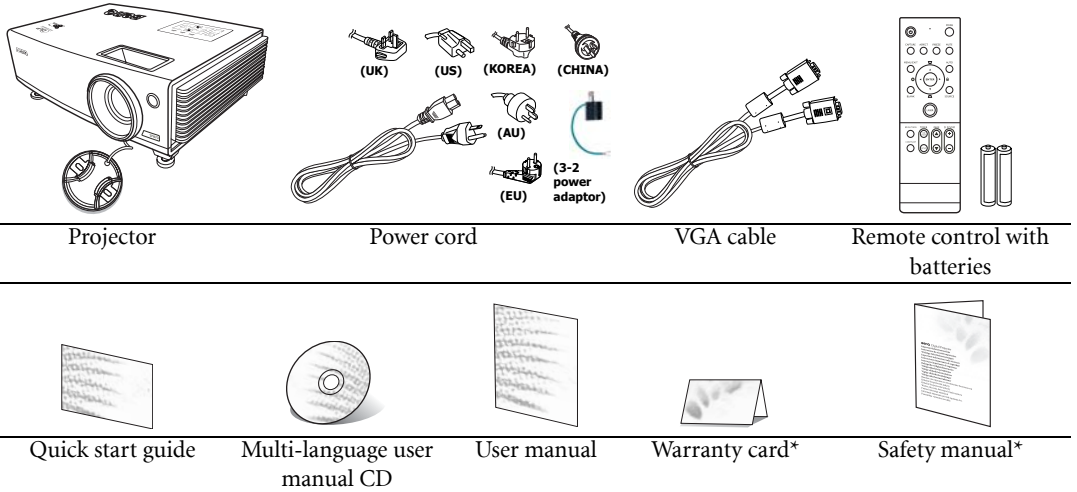 (UK)
(US)
(KOREA)
(CHINA)
(AU)
(EU)
(3-2
power
adaptor)
Projector
Power cord
VGA cable
Remote control with
batteries
Quick start guide
Multi-language user
manual CD
User manual
Warranty card*
Safety manual*